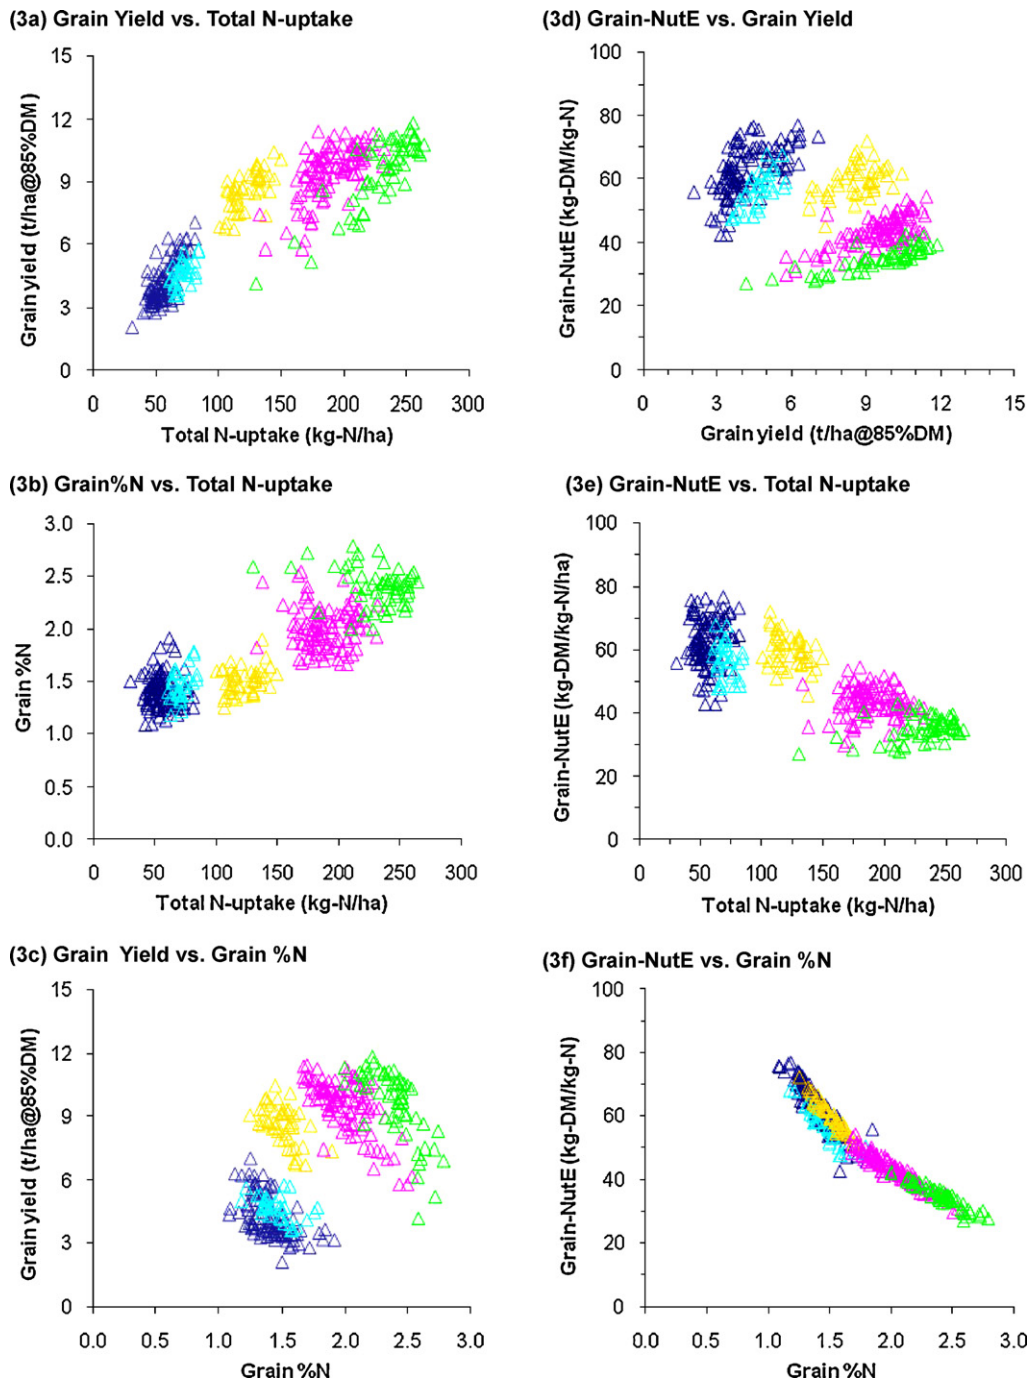 (3a) Grain Yield vs. Total N-uptake
15
12
9
6
3
0
Grain yield (t/ha@85%DM)
0 50 100 150 200 250 300
Total N-uptake (kg-N/ha)
(3d) Grain-NutE vs. Grain Yield
100
80
60
40
20
0
Grain-NutE (kg-DM/kg-N)
0 3 6 9 12 15
Grain yield (t/ha@85%DM)
(3b) Grain%N vs. Total N-uptake
3.0
2.5
2.0
1.5
1.0
0.5
0.0
Grain %N
0 50 100 150 200 250 300
Total N-uptake (kg-N/ha)
(3e) Grain-NutE vs. Total N-uptake
100
80
60
40
20
0
Grain-NutE (kg-DM/kg-N/ha)
0 50 100 150 200 250 300
Total N-uptake (kg-N/ha)
(3c) Grain Yield vs. Grain %N
15
12
9
6
3
0
Grain yield (t/ha@85%DM)
0.0 0.5 1.0 1.5 2.0 2.5 3.0
Grain %N
(3f) Grain-NutE vs. Grain %N
100
80
60
40
20
0
Grain-NutE (kg-DM/kg-N)
0.0 0.5 1.0 1.5 2.0 2.5 3.0
Grain %N